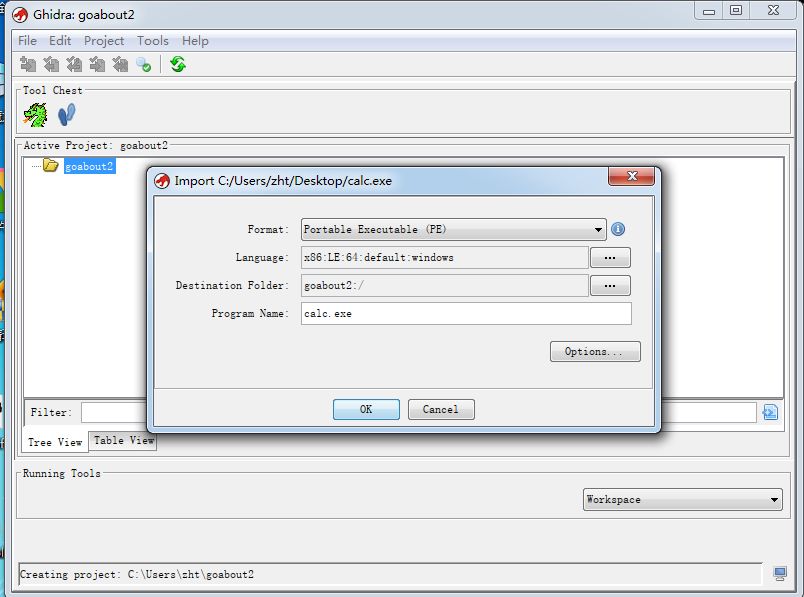 Ghidra: goabout2
File Edit Project Tools Help
Tool Chest
Active Project: goabout2
goabout2
Import C:/Users/zht/Desktop/calc.exe
Format: Portable Executable (PE)
Language: x86:LE:64:default:windows ...
Destination Folder: goabout2:/ ...
Program Name: calc.exe
Options...
OK Cancel
Filter:
Tree View Table View
Running Tools
Workspace
Creating project: C:\Users\zht\goabout2